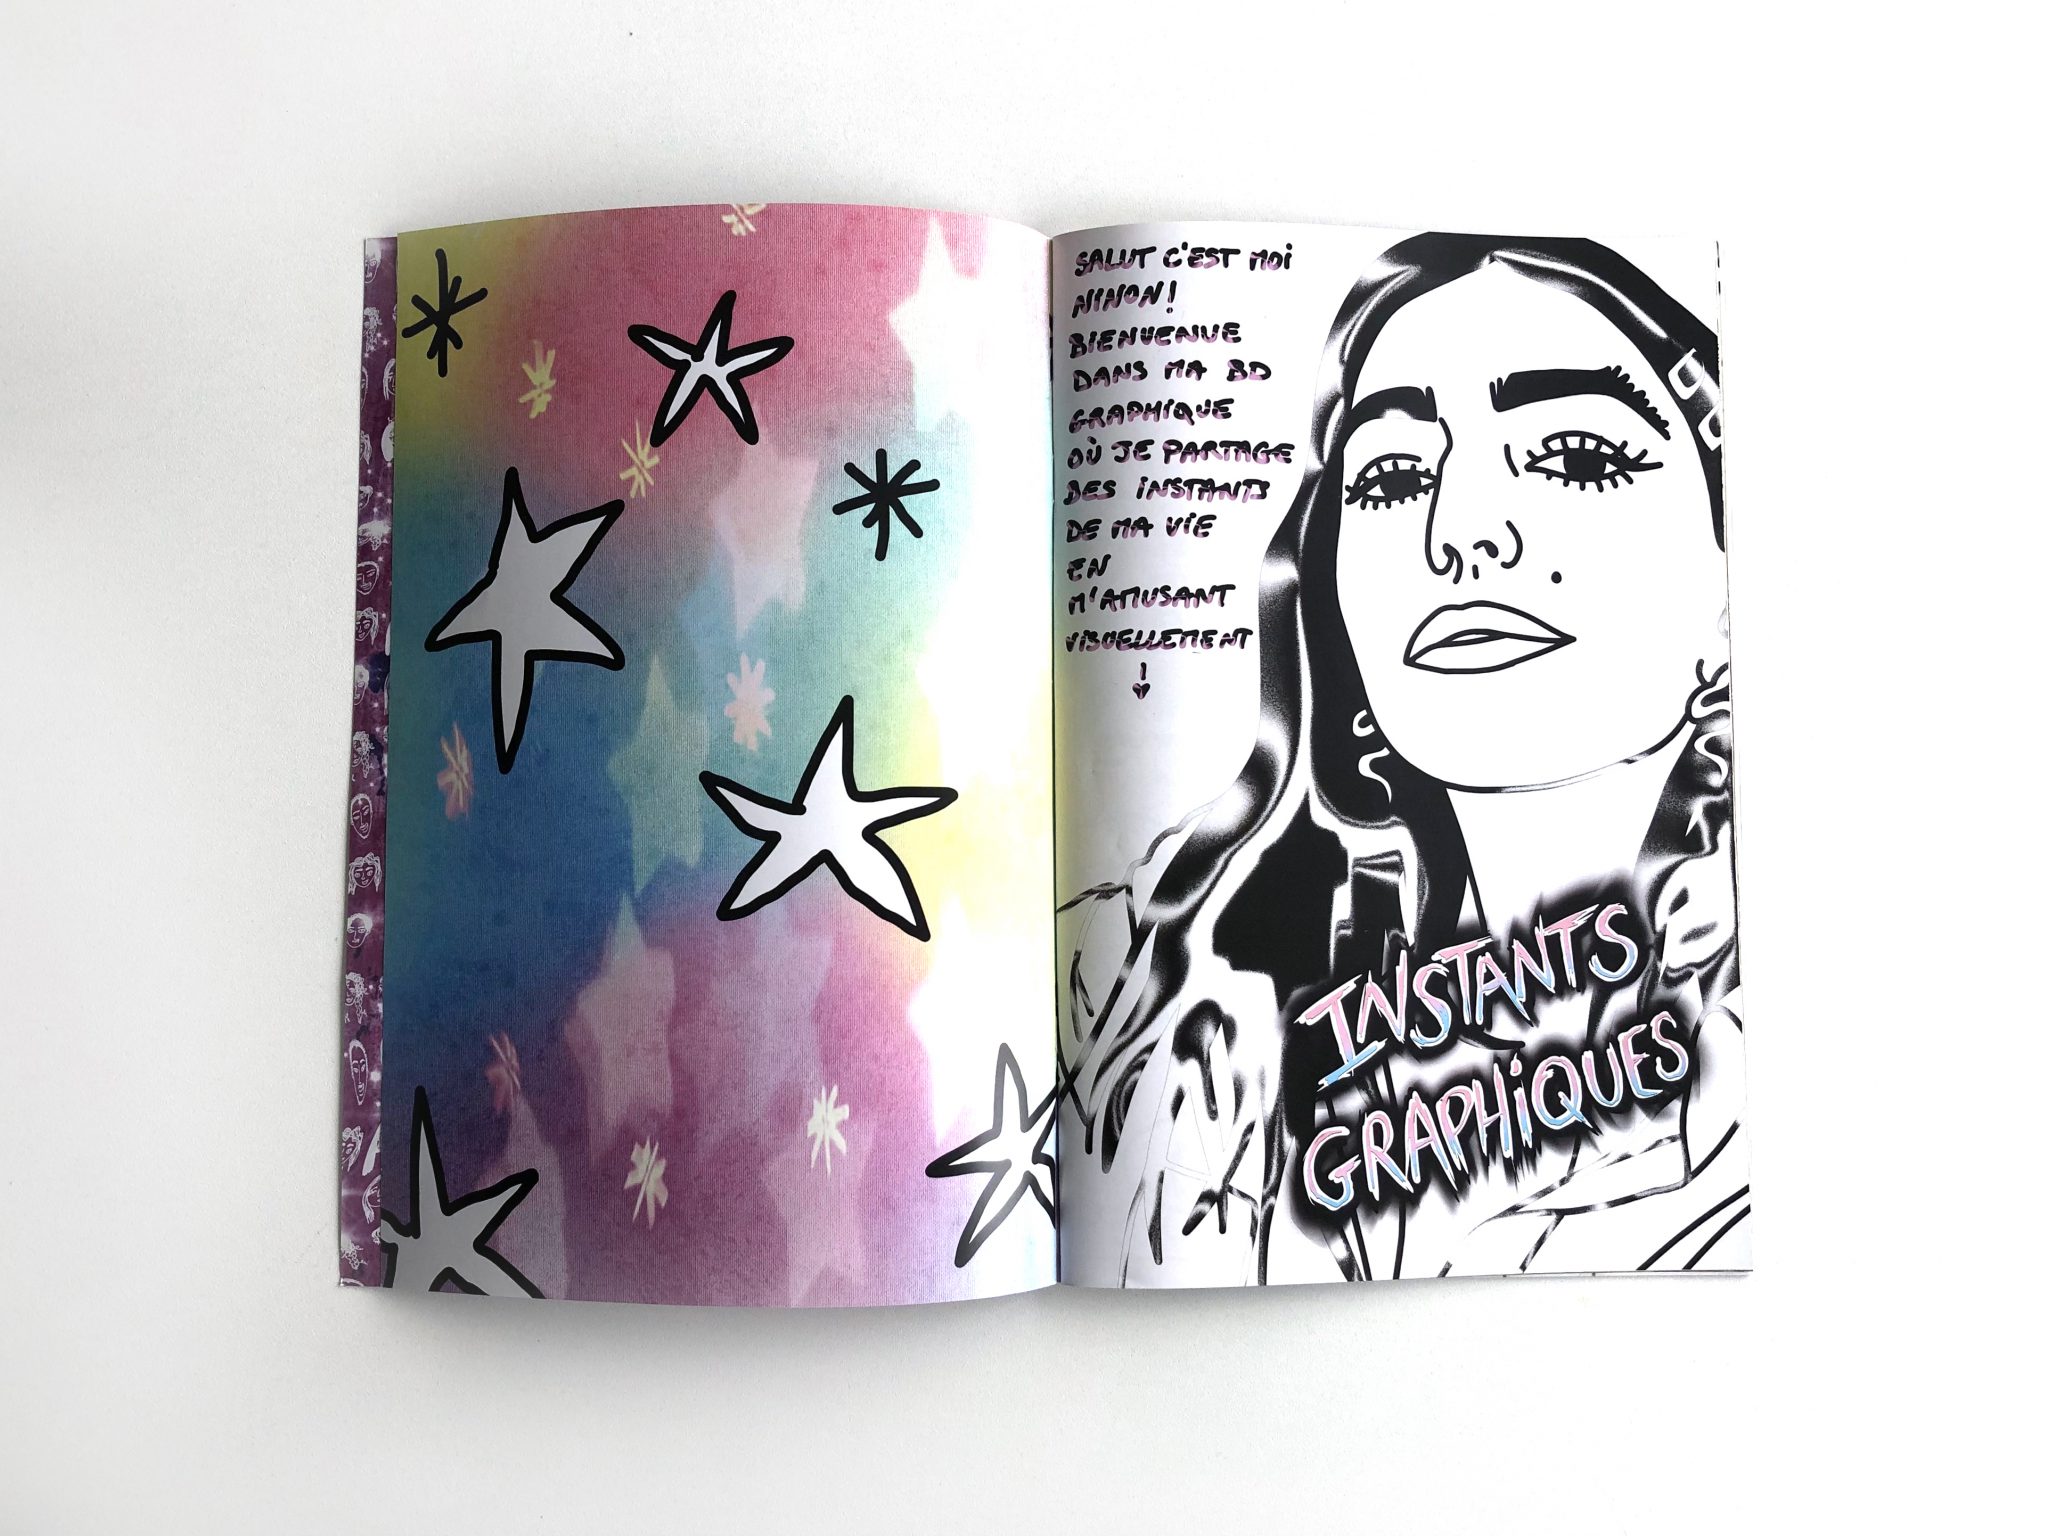 SALUT C'EST MOI
NINON!
BIENVENUE
DANS MA BD
GRAPHIQUE
OÙ JE PARTAGE
DES INSTANTS
DE MA VIE
EN
M'AMUSANT
VISUELLEMENT
!
INSTANTS
GRAPHIQUES